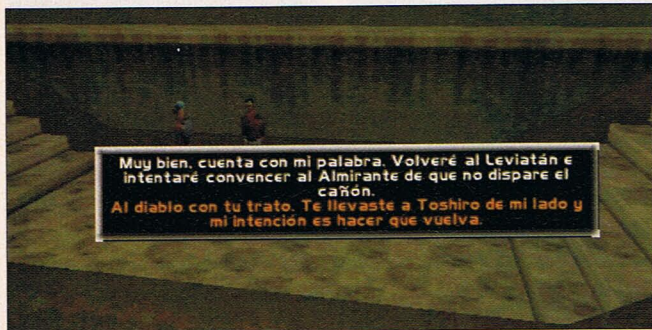 Muy bien, cuenta con mi palabra. Volveré al Leviatán e
intentaré convencer al Almirante de que no dispare el
cañón.
Al diablo con tu trato. Te llevaste a Toshiro de mi lado y
mi intención es hacer que vuelva.